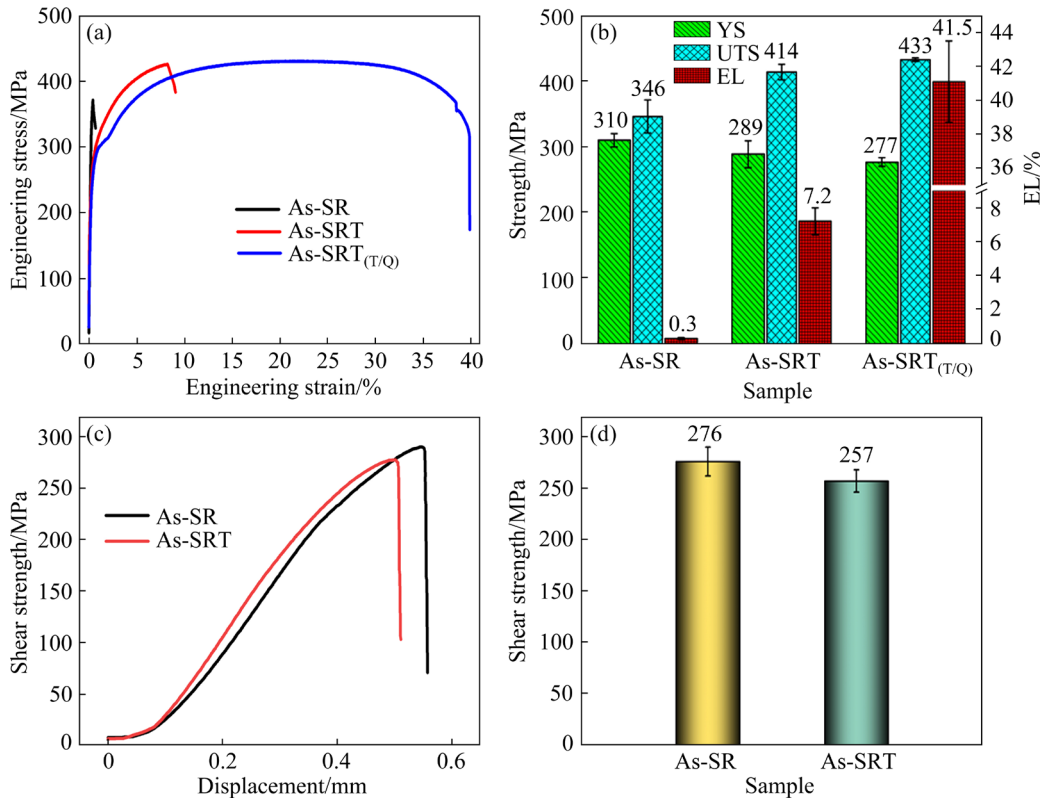 (a)
500
400
300
200
100
0
Engineering stress/MPa
As-SR
As-SRT
As-SRT(T/Q)
0 5 10 15 20 25 30 35 40
Engineering strain/%
(b)
YS
UTS
EL
500
400
300
200
100
0
Strength/MPa
310
346
0.3
289
414
7.2
277
433
41.5
44
42
40
38
36
8
6
4
2
0
EL/%
As-SR As-SRT As-SRT(T/Q)
Sample
(c)
300
250
200
150
100
50
0
Shear strength/MPa
As-SR
As-SRT
0 0.2 0.4 0.6
Displacement/mm
(d)
300
250
200
150
100
50
0
Shear strength/MPa
276
257
As-SR As-SRT
Sample